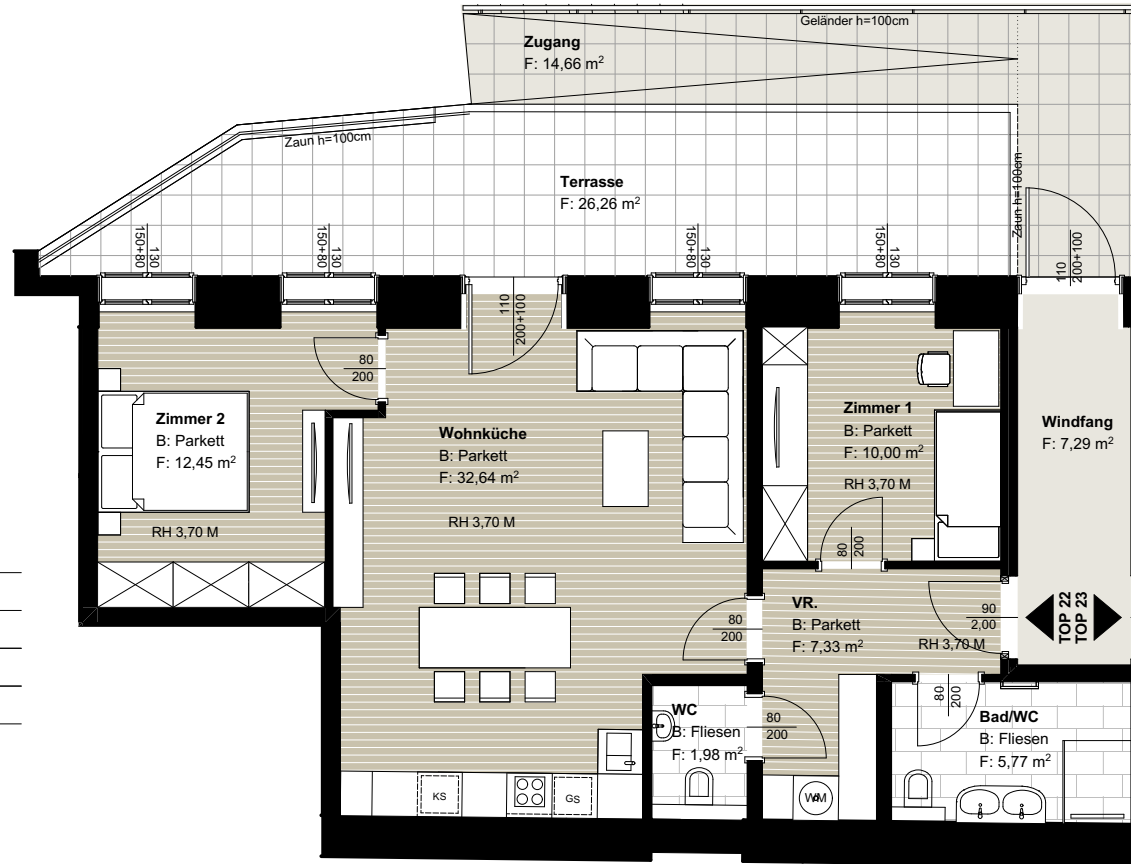 Geländer h=100cm
Zugang
F: 14,66 m²
Zaun h=100cm
Terrasse
F: 26,26 m²
Zaun h=100cm
130
150+80
130
150+80
130
150+80
130
150+80
110
200+100
110
200+100
80
200
Zimmer 2
B: Parkett
F: 12,45 m²
RH 3,70 M
Wohnküche
B: Parkett
F: 32,64 m²
RH 3,70 M
Zimmer 1
B: Parkett
F: 10,00 m²
RH 3,70 M
80
200
Windfang
F: 7,29 m²
TOP 22
TOP 23
VR.
B: Parkett
F: 7,33 m²
RH 3,70 M
90
2,00
80
200
80
200
WC
B: Fliesen
F: 1,98 m²
80
200
Bad/WC
B: Fliesen
F: 5,77 m²
KS
GS
WM